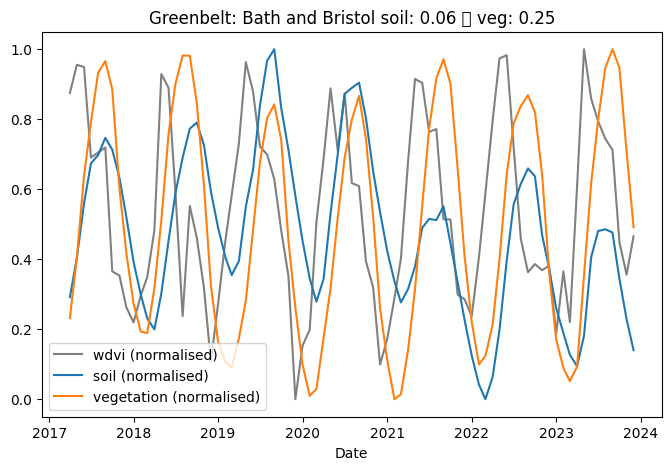 Greenbelt: Bath and Bristol soil: 0.06 veg: 0.25
1.0
0.8
0.6
0.4
0.2
0.0
wdvi (normalised)
soil (normalised)
vegetation (normalised)
2017 2018 2019 2020 2021 2022 2023 2024
Date